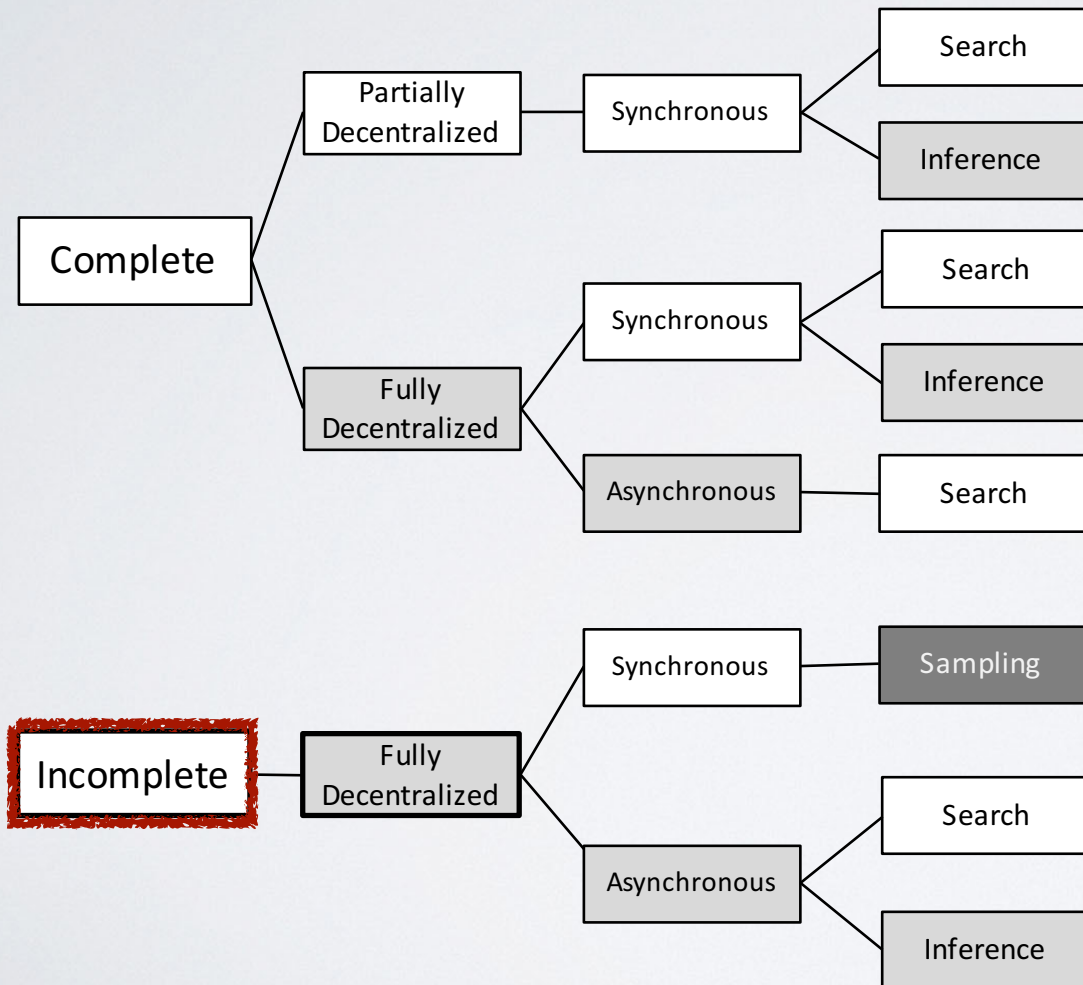 Search
Partially
Decentralized
Synchronous
Inference
Complete
Search
Synchronous
Inference
Fully
Decentralized
Asynchronous
Search
Synchronous
Sampling
Incomplete
Fully
Decentralized
Search
Asynchronous
Inference